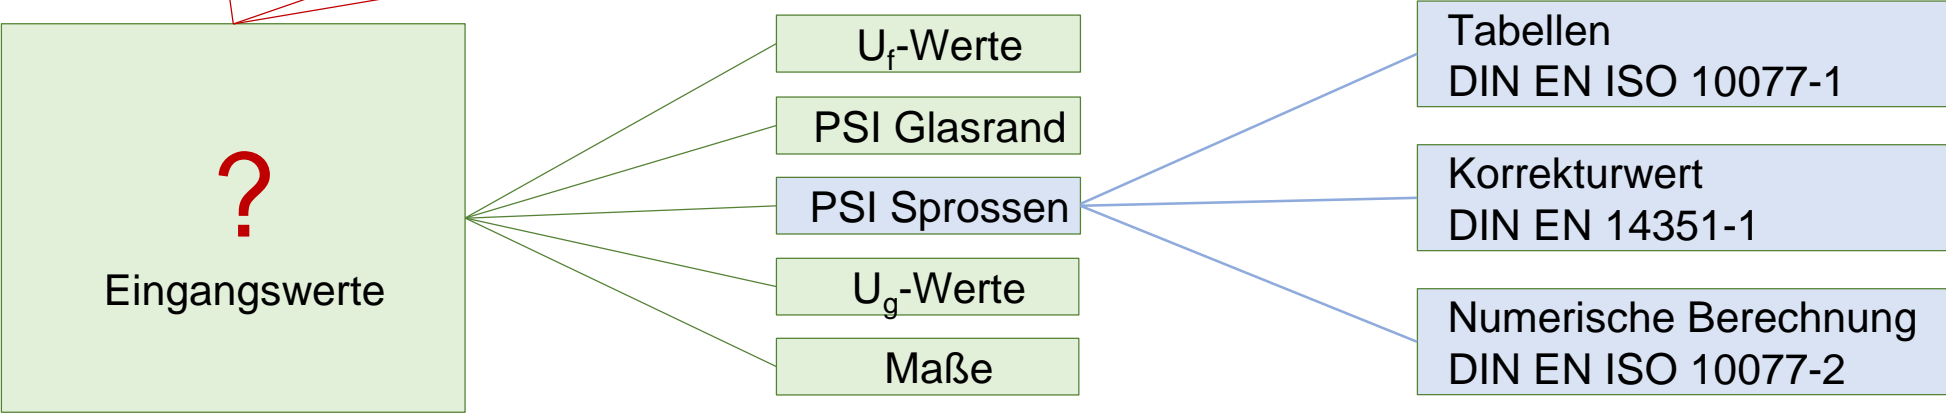 ?
Eingangswerte
Uf-Werte
PSI Glasrand
PSI Sprossen
Ug-Werte
Maße
Tabellen
DIN EN ISO 10077-1
Korrekturwert
DIN EN 14351-1
Numerische Berechnung
DIN EN ISO 10077-2